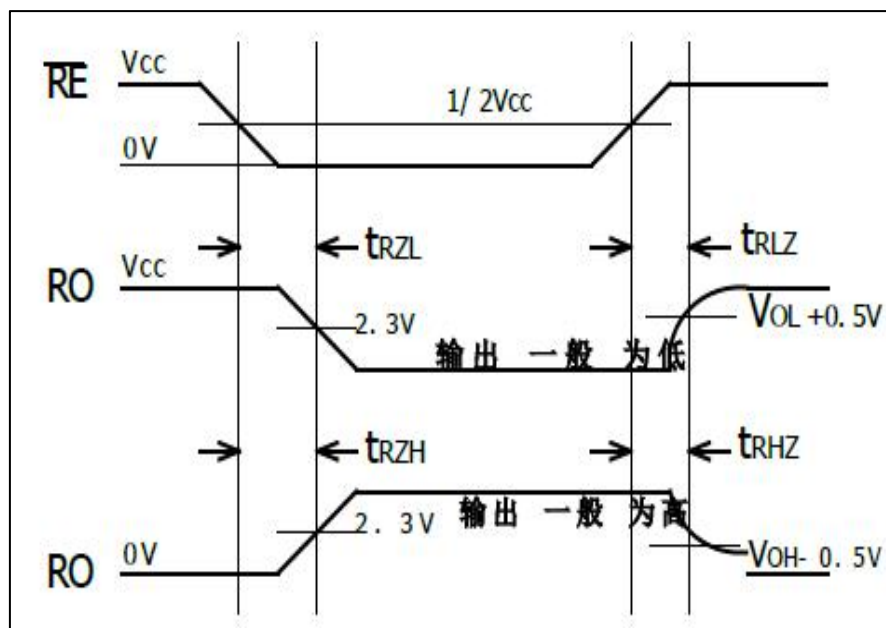 RE Vcc
1/2Vcc
0V
tRZL tRLZ
RO Vcc
2.3V VOL +0.5V
输出 一般 为低
tRZH tRHZ
2.3V 输出 一般 为高
RO 0V VOH- 0.5V